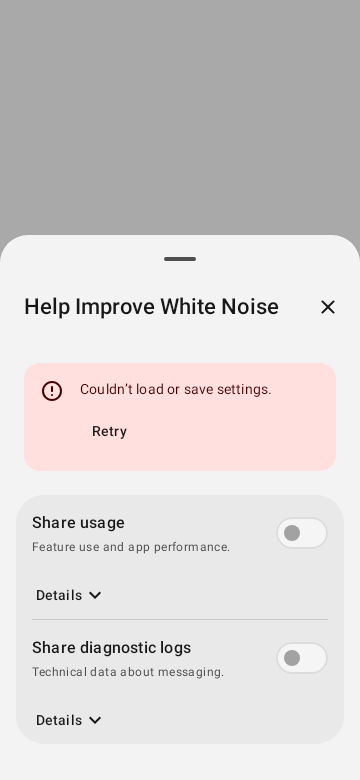 Help Improve White Noise
Couldn’t load or save settings.
Retry
Share usage
Feature use and app performance.
Details
Share diagnostic logs
Technical data about messaging.
Details